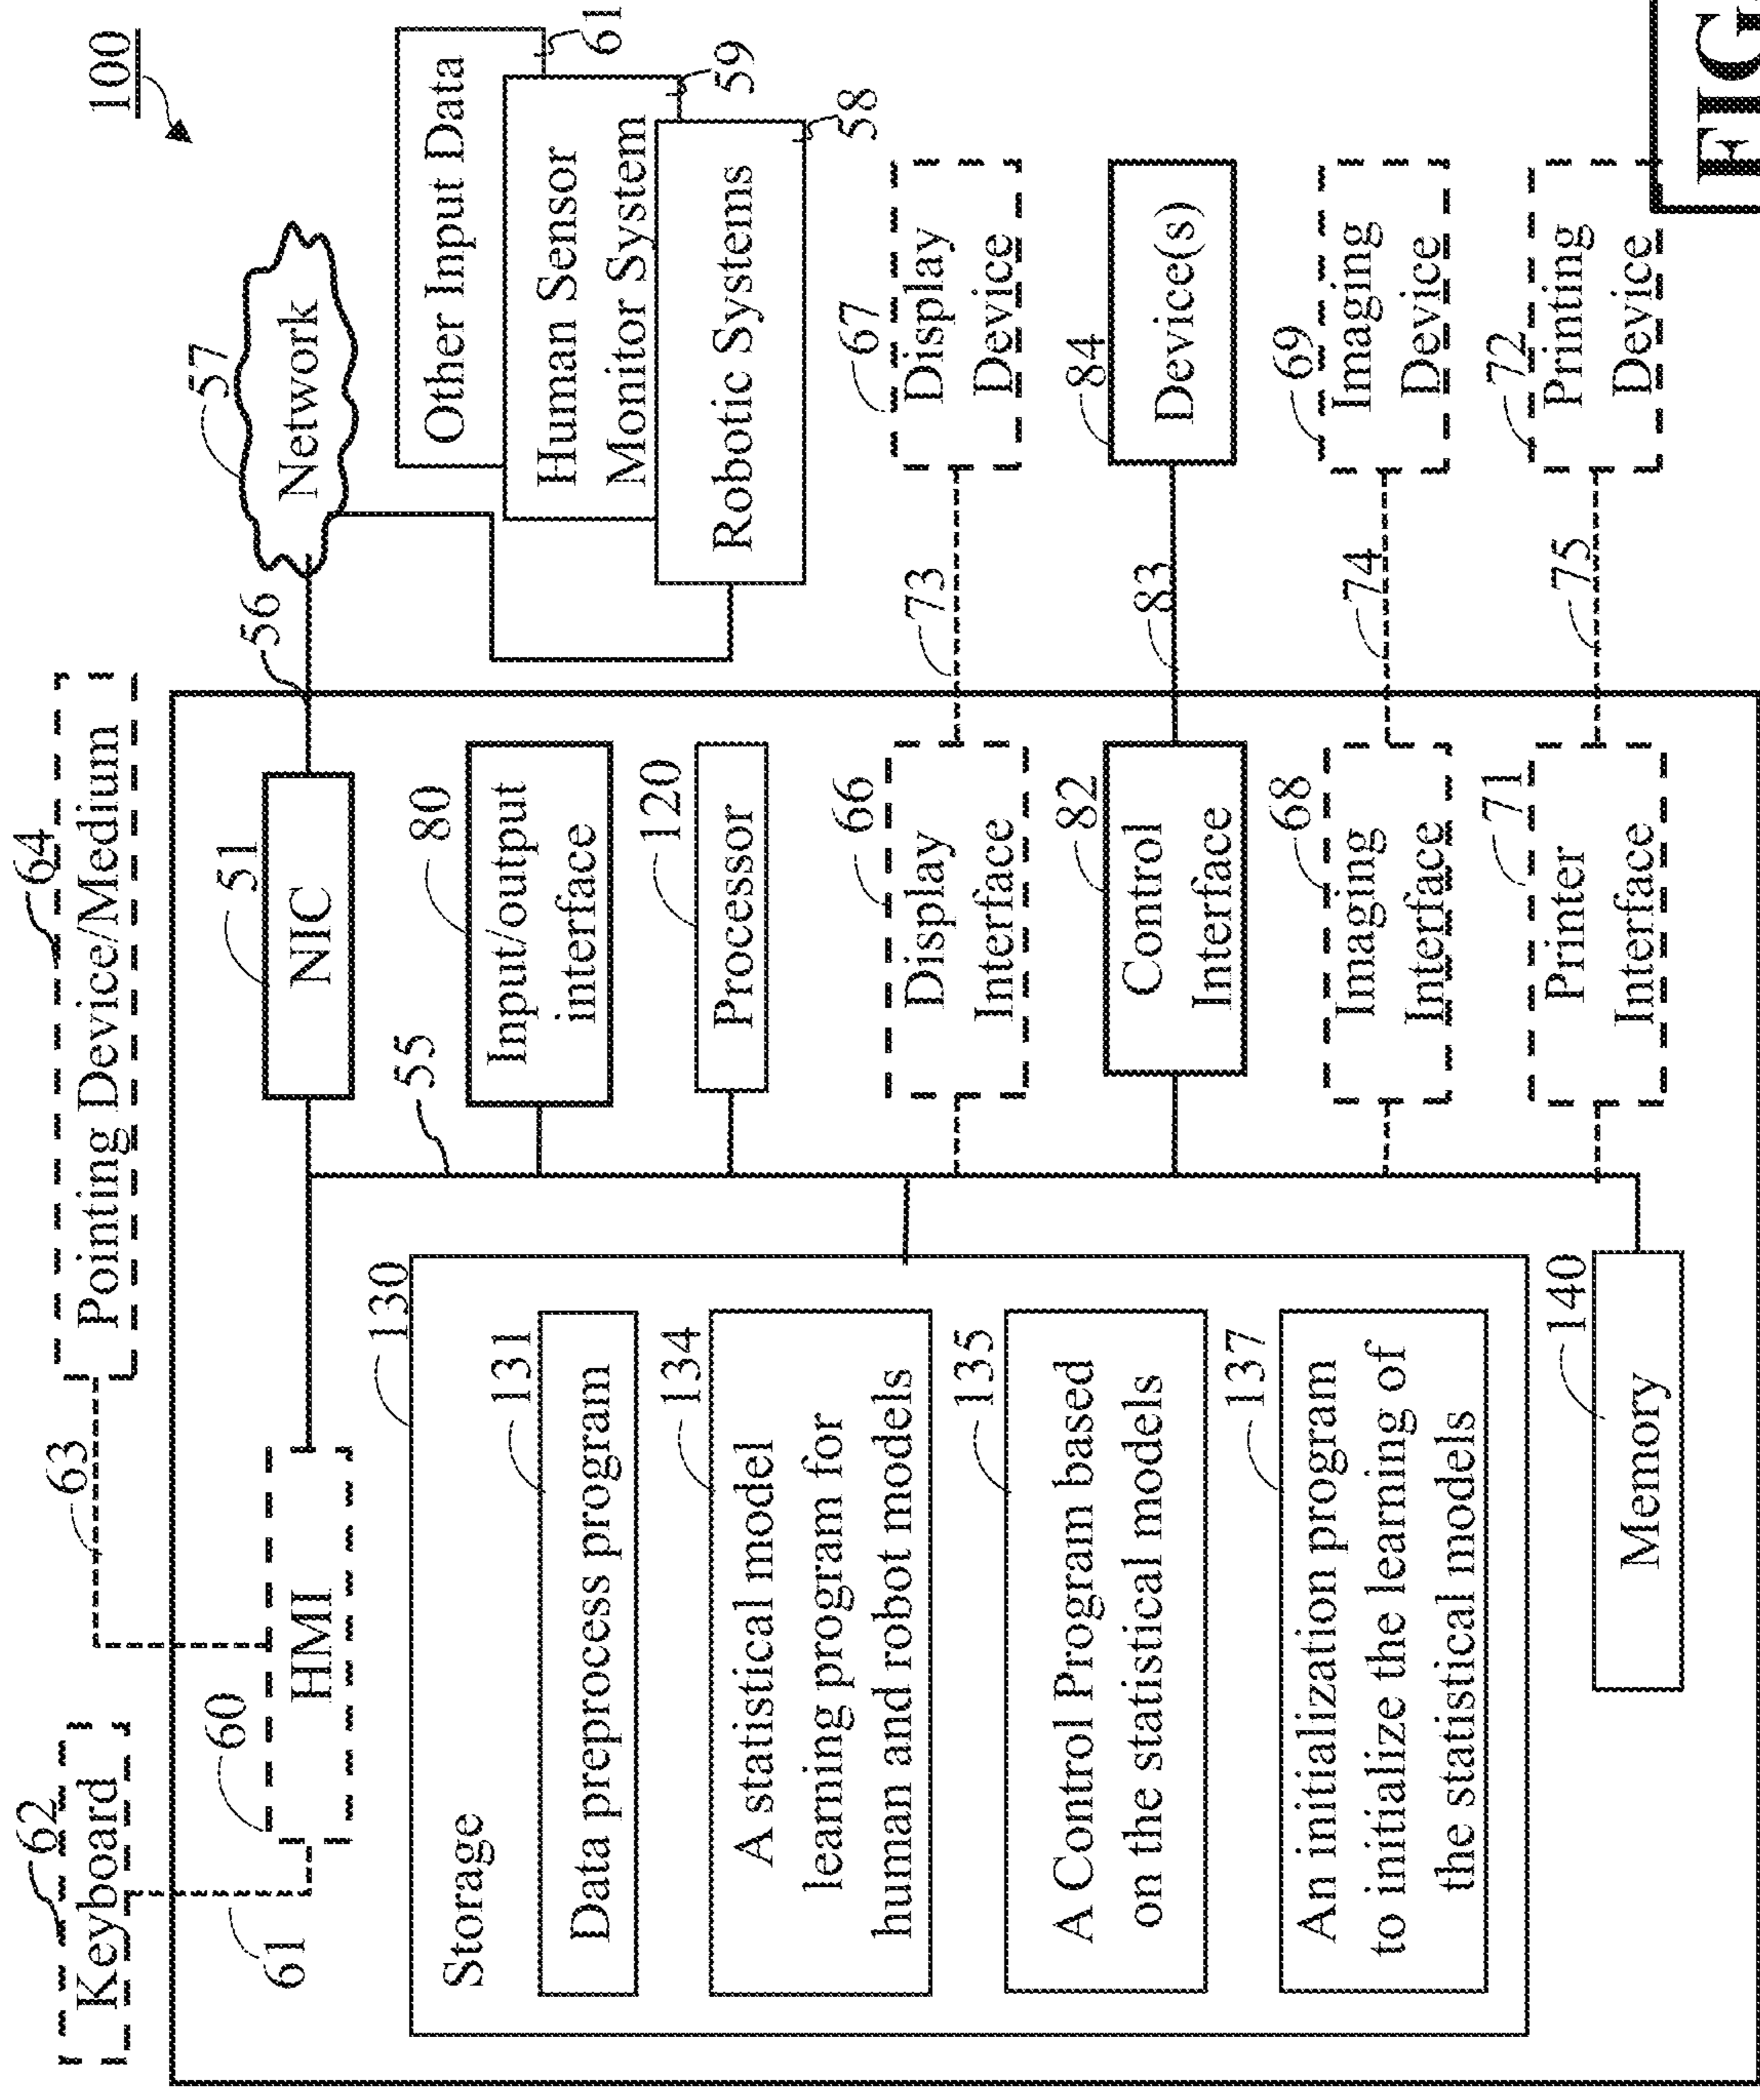 100
62
Keyboard
64
Pointing Device/Medium
61
63
60
HMI
51
NIC
56
57
Network
Other Input Data
61
Human Sensor
Monitor System
59
Robotic Systems
58
130
Storage
131
Data preprocess program
134
A statistical model
learning program for
human and robot models
135
A Control Program based
on the statistical models
137
An initialization program
to initialize the learning of
the statistical models
140
Memory
55
80
Input/output
interface
120
Processor
66
Display
Interface
73
67
Display
Device
82
Control
Interface
83
84
Device(s)
68
Imaging
Interface
74
69
Imaging
Device
71
Printer
Interface
75
72
Printing
Device
FIG.